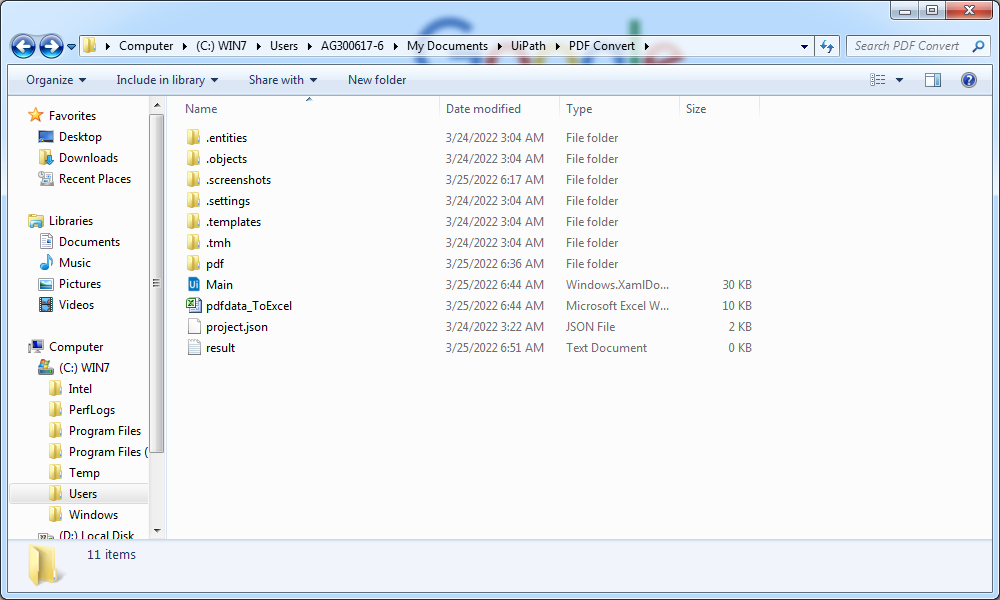 Computer (C:) WIN7 Users AG300617-6 My Documents UiPath PDF Convert Search PDF Convert
Organize Include in library Share with New folder
Favorites
Desktop
Downloads
Recent Places
Libraries
Documents
Music
Pictures
Videos
Computer
(C:) WIN7
Intel
PerfLogs
Program Files
Program Files (
Temp
Users
Windows
(D:) Local Disk
Name Date modified Type Size
.entities 3/24/2022 3:04 AM File folder
.objects 3/24/2022 3:04 AM File folder
.screenshots 3/25/2022 6:17 AM File folder
.settings 3/24/2022 3:04 AM File folder
.templates 3/24/2022 3:04 AM File folder
.tmh 3/24/2022 3:04 AM File folder
pdf 3/25/2022 6:36 AM File folder
Main 3/25/2022 6:44 AM Windows.XamlDo... 30 KB
pdfdata_ToExcel 3/25/2022 6:44 AM Microsoft Excel W... 10 KB
project.json 3/24/2022 3:22 AM JSON File 2 KB
result 3/25/2022 6:51 AM Text Document 0 KB
11 items